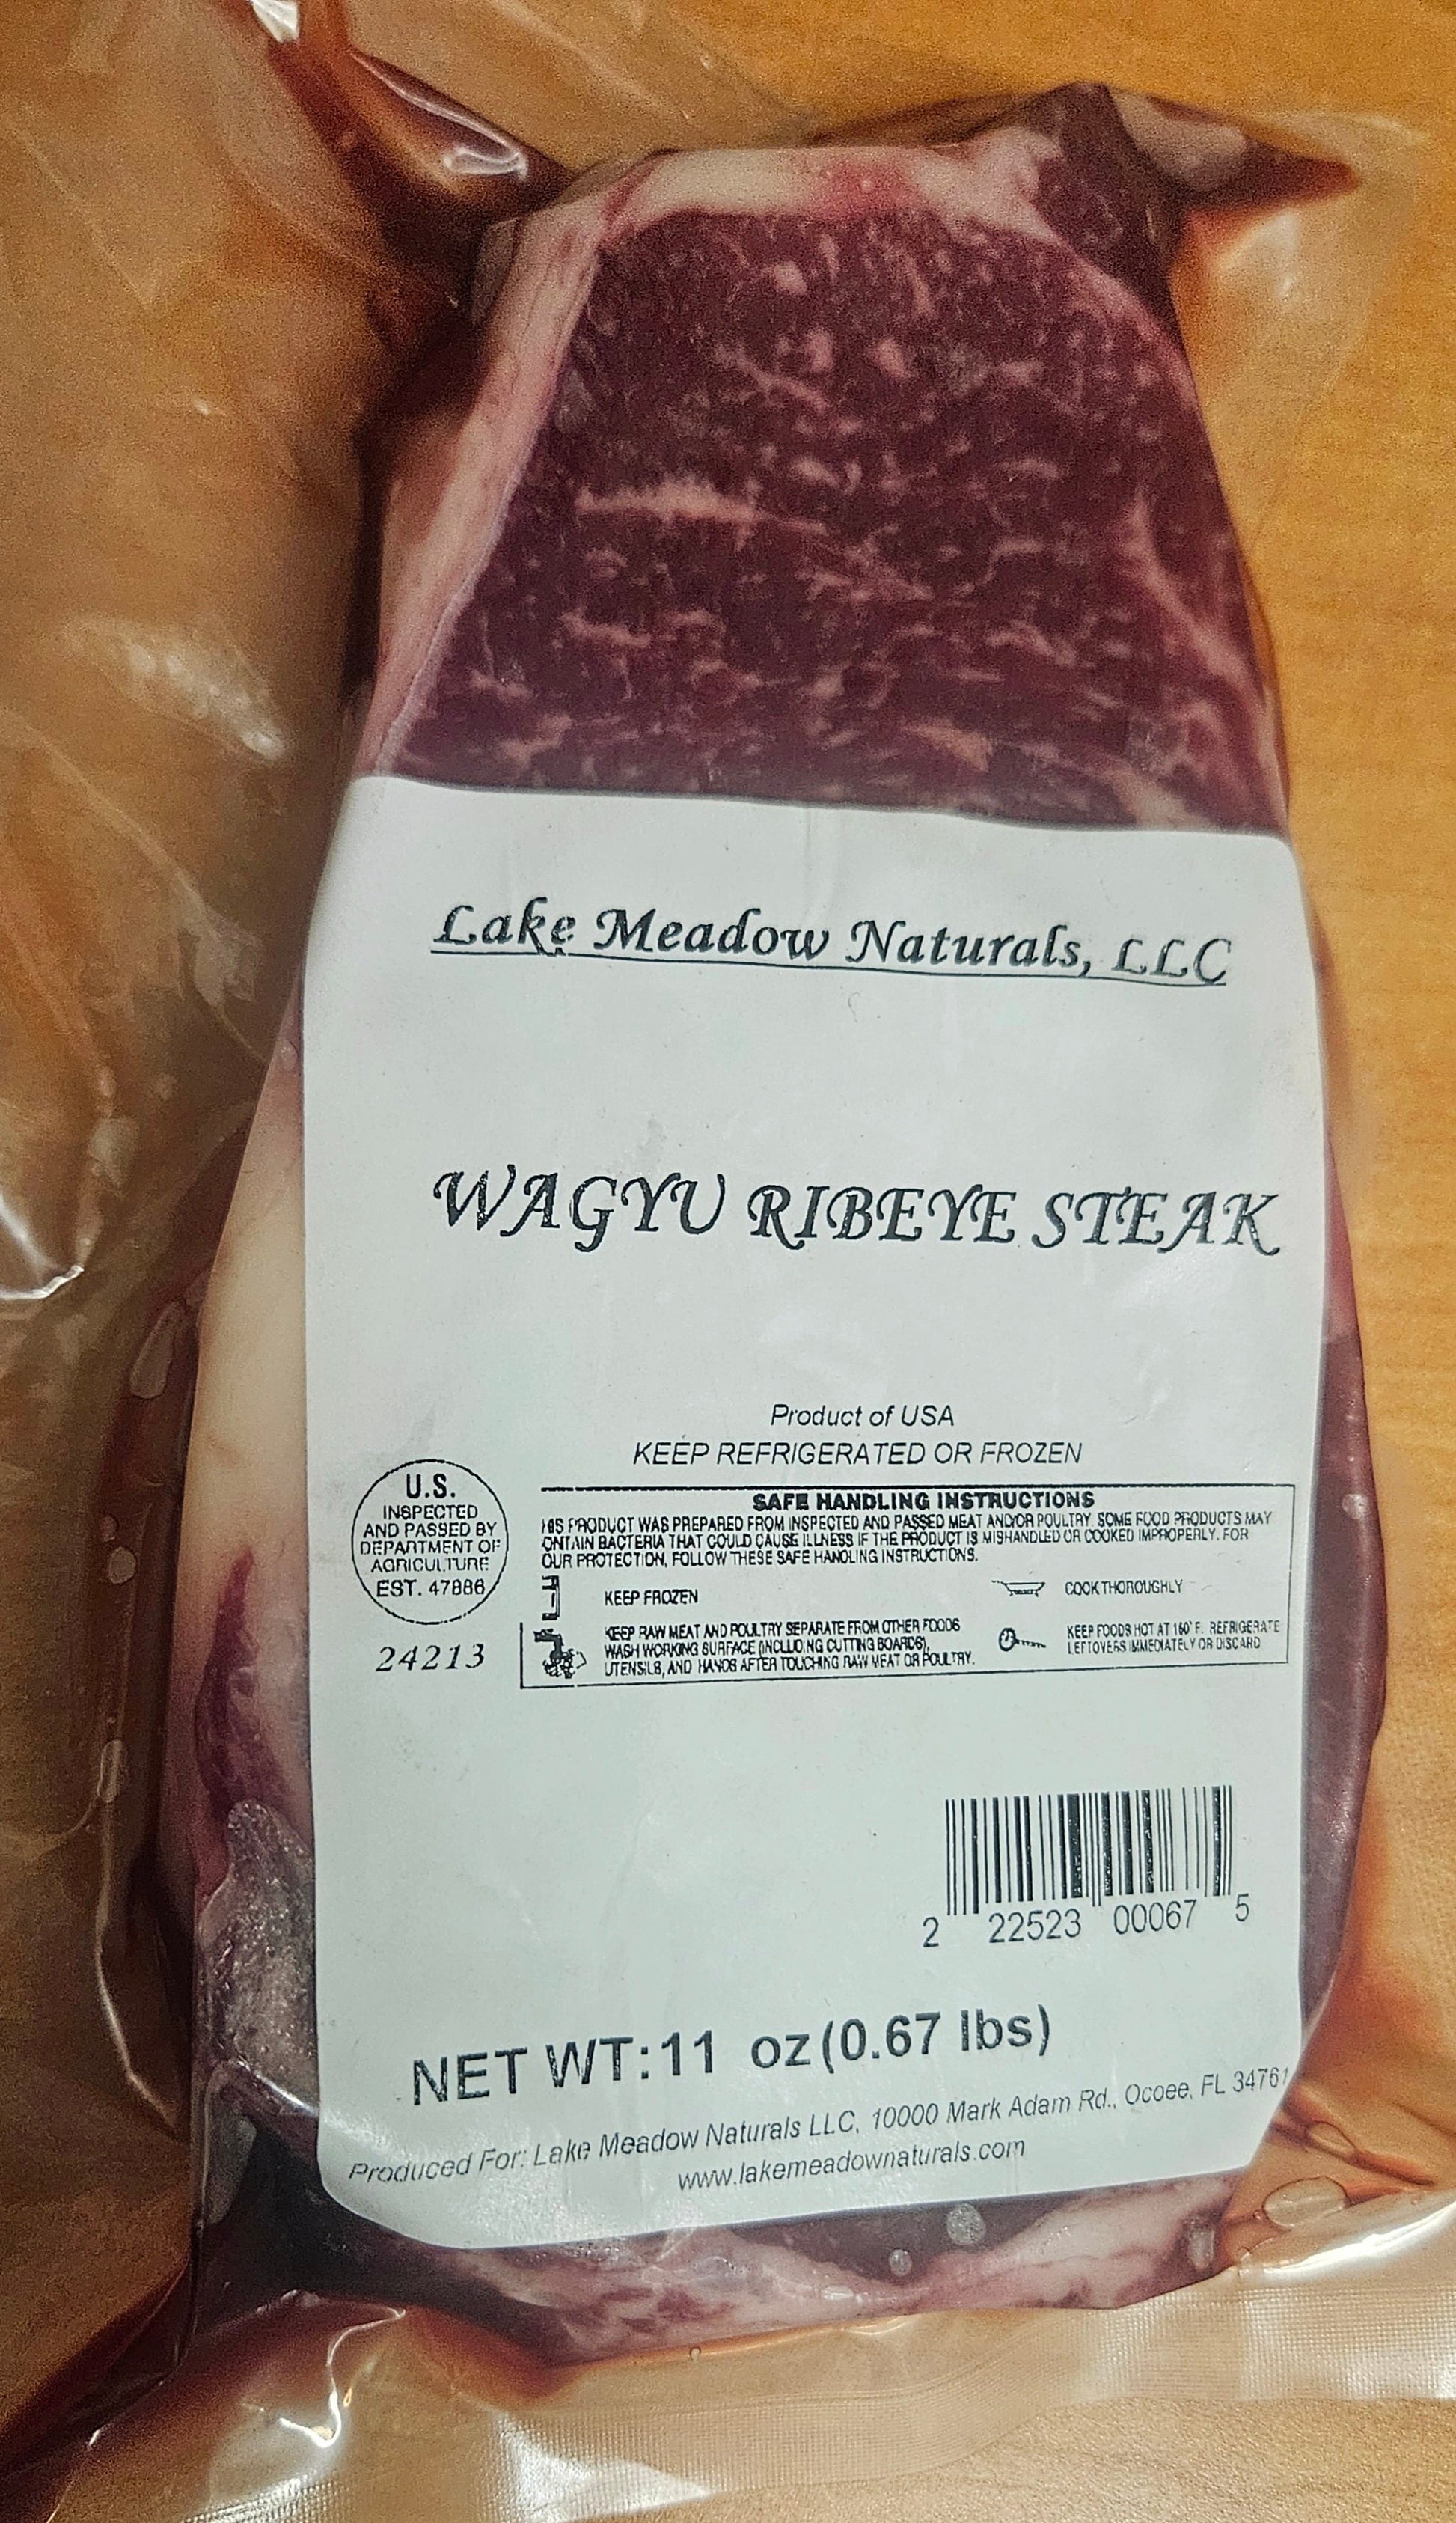 Lake Meadow Naturals, LLC
WAGYU RIBEYE STEAK
Product of USA
KEEP REFRIGERATED OR FROZEN
U.S.
INSPECTED
AND PASSED BY
DEPARTMENT OF
AGRICULTURE
EST. 47886
24213
SAFE HANDLING INSTRUCTIONS
HIS PRODUCT WAS PREPARED FROM INSPECTED AND PASSED MEAT AND/OR POULTRY. SOME FOOD PRODUCTS MAY
ONTAIN BACTERIA THAT COULD CAUSE ILLNESS IF THE PRODUCT IS MISHANDLED OR COOKED IMPROPERLY. FOR
OUR PROTECTION, FOLLOW THESE SAFE HANDLING INSTRUCTIONS.
KEEP FROZEN
COOK THOROUGHLY
KEEP RAW MEAT AND POULTRY SEPARATE FROM OTHER FOODS
WASH WORKING SURFACE (INCLUDING CUTTING BOARDS),
UTENSILS, AND HANDS AFTER TOUCHING RAW MEAT OR POULTRY.
KEEP FOODS HOT AT 160° F. REFRIGERATE
LEFTOVERS IMMEDIATELY OR DISCARD
2 22523 00067 5
NET WT: 11 oz (0.67 lbs)
Produced For: Lake Meadow Naturals LLC, 10000 Mark Adam Rd., Ocoee, FL 34761
www.lakemeadownaturals.com